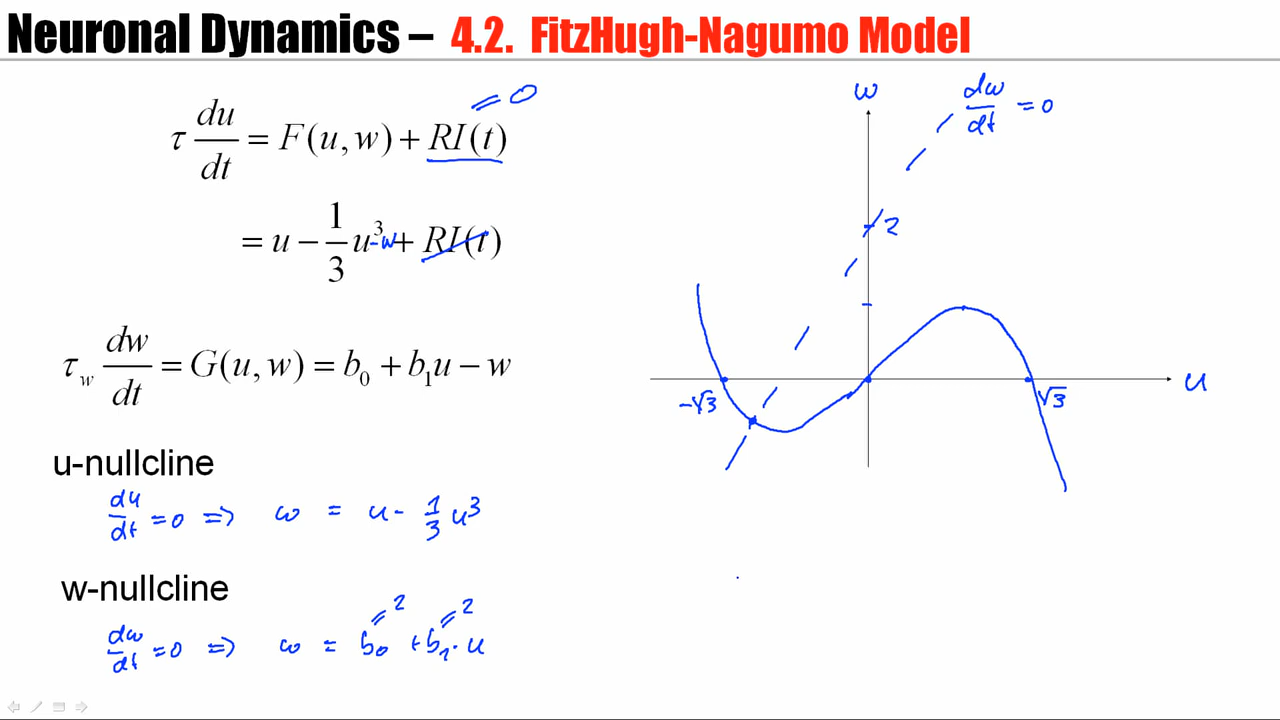 Neuronal Dynamics – 4.2. FitzHugh-Nagumo Model
= 0
τ du/dt = F(u, w) + RI(t)
= u − 1/3 u³ -w + RI(t)
τ_w dw/dt = G(u, w) = b₀ + b₁u − w
u-nullcline
du/dt = 0 ⇒ w = u - 1/3 u³
w-nullcline
= 2 = 2
dw/dt = 0 ⇒ w = b₀ + b₁ · u
w
dw/dt = 0
2
u
-√3
√3